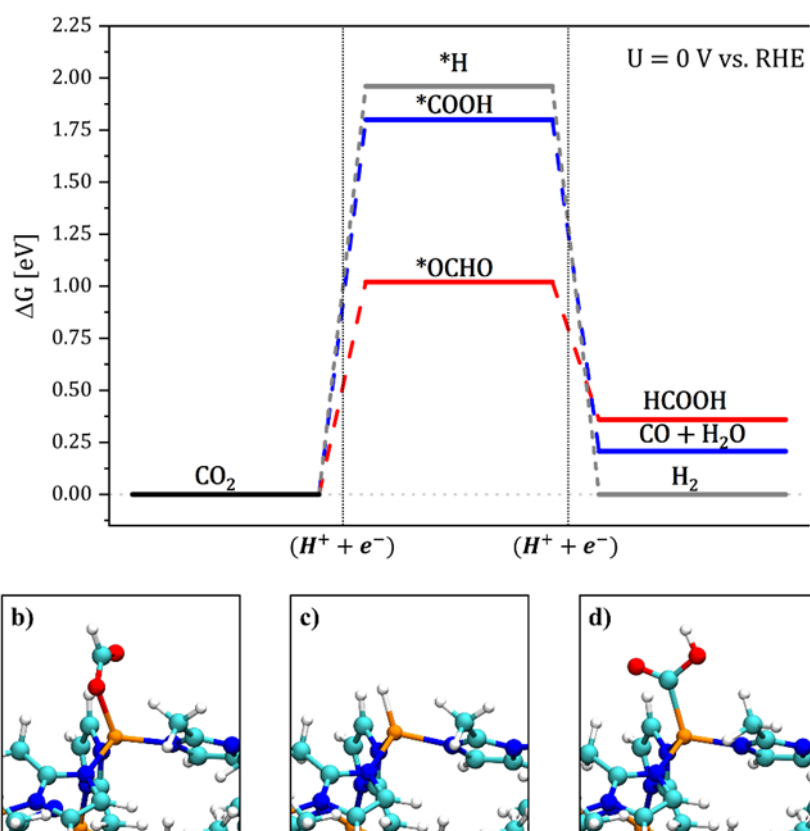 2.25
2.00
1.75
1.50
1.25
1.00
0.75
0.50
0.25
0.00
ΔG [eV]
U = 0 V vs. RHE
*H
*COOH
*OCHO
HCOOH
CO + H₂O
CO₂
H₂
(H⁺ + e⁻) (H⁺ + e⁻)
b) c) d)